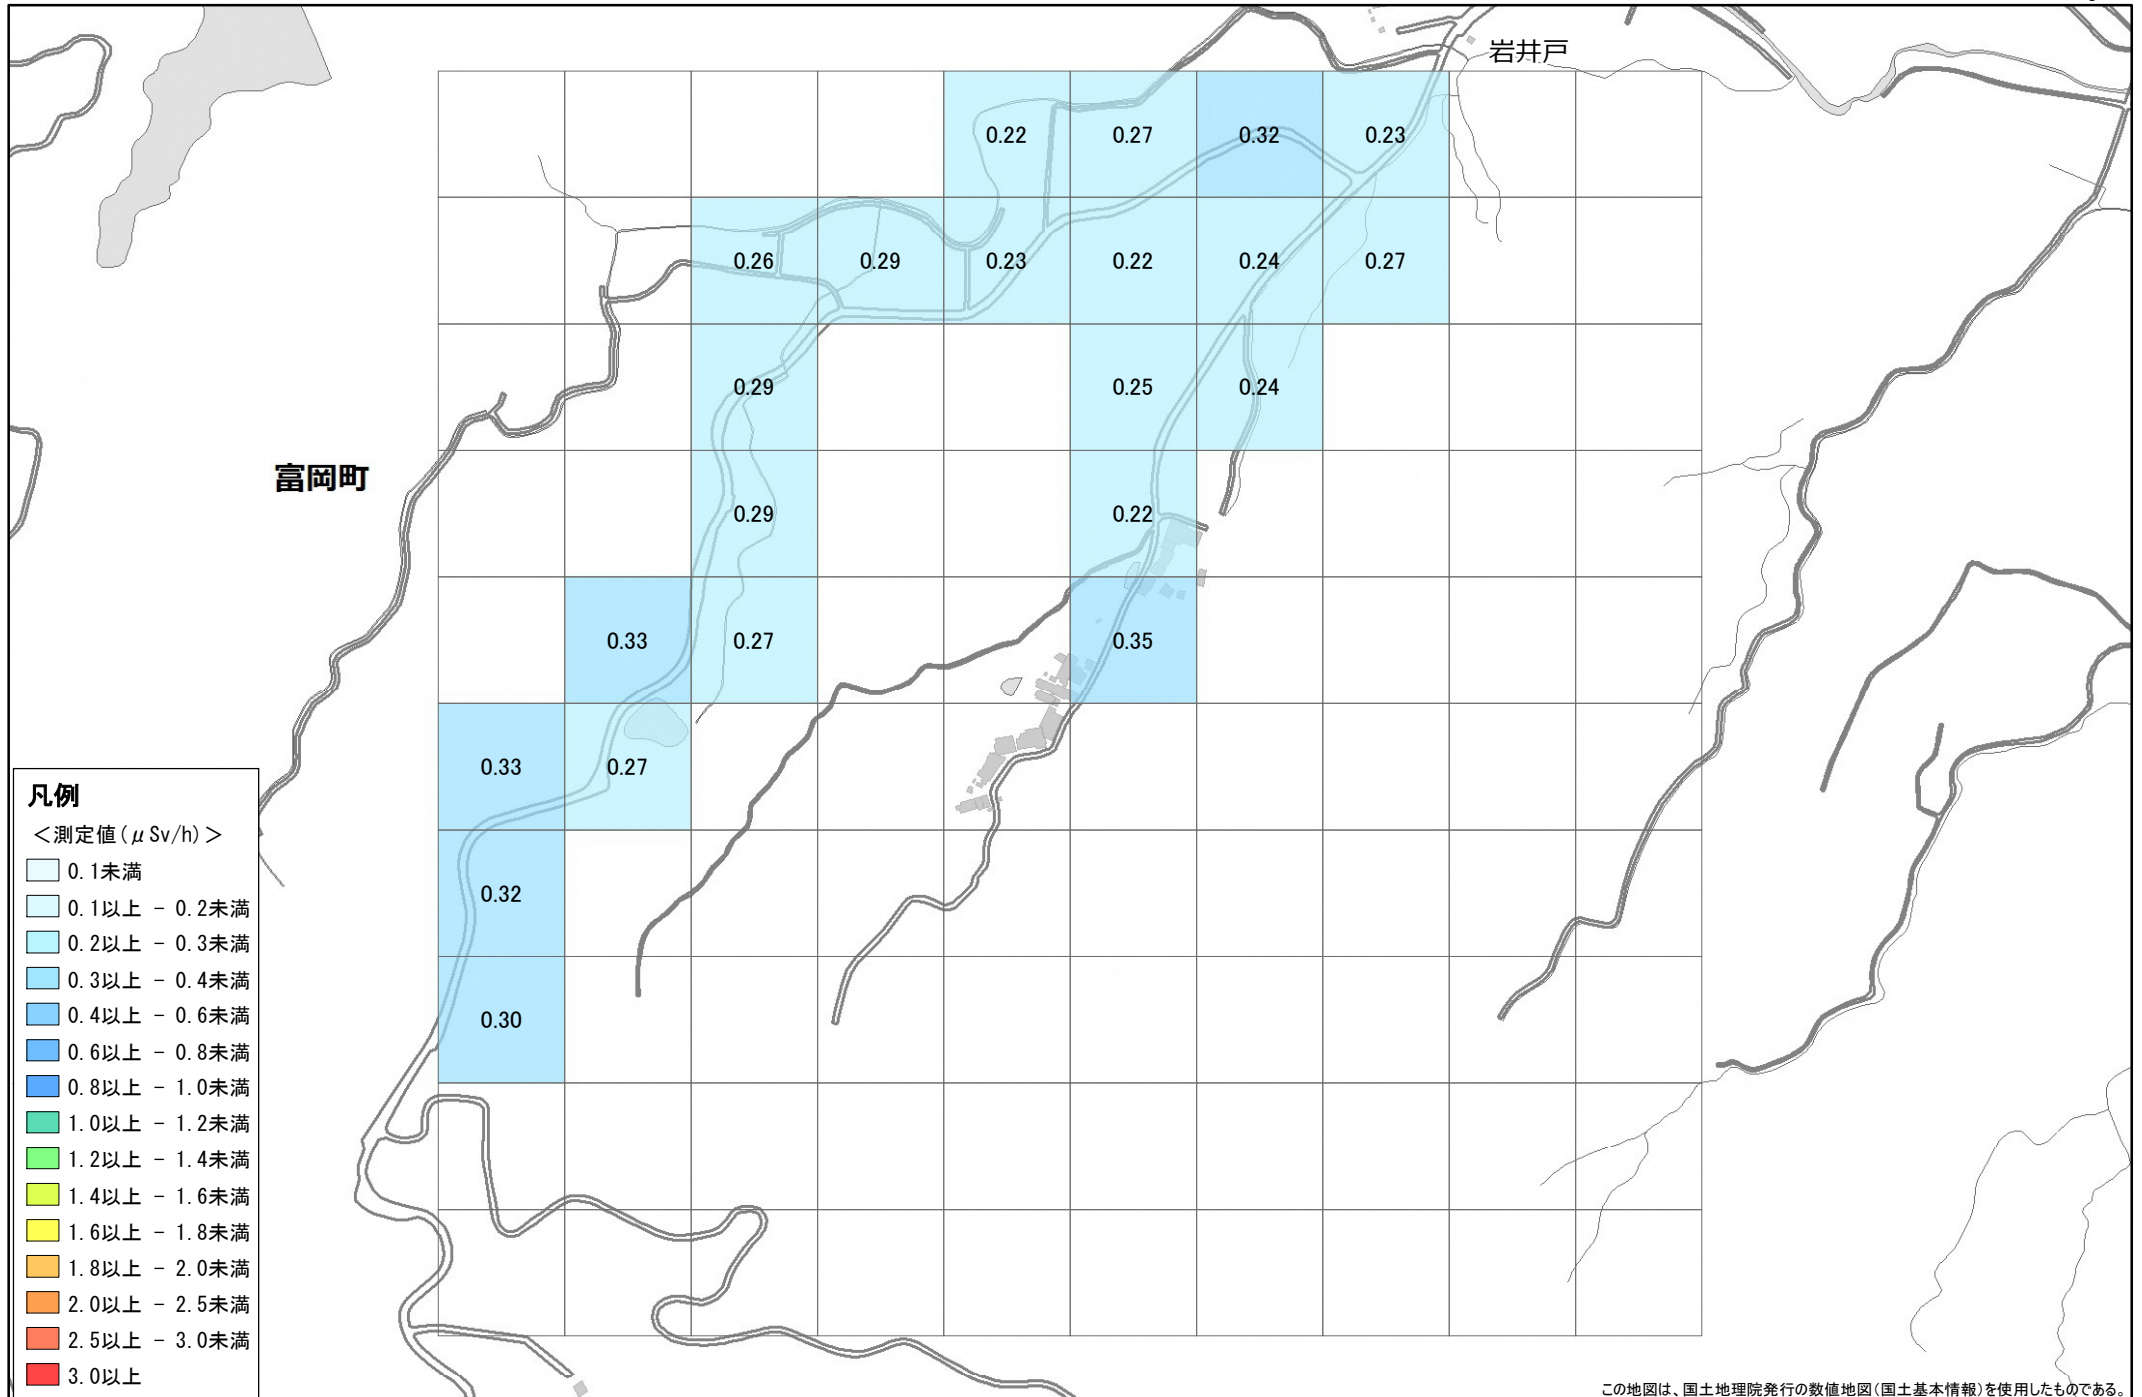 岩井戸
0.22 0.27 0.32 0.23
0.26 0.29 0.23 0.22 0.24 0.27
0.29 0.25 0.24
富岡町
0.29 0.22
0.33 0.27 0.35
0.33 0.27
0.32
0.30
凡例
＜測定値(μSv/h)＞
0.1未満
0.1以上 - 0.2未満
0.2以上 - 0.3未満
0.3以上 - 0.4未満
0.4以上 - 0.6未満
0.6以上 - 0.8未満
0.8以上 - 1.0未満
1.0以上 - 1.2未満
1.2以上 - 1.4未満
1.4以上 - 1.6未満
1.6以上 - 1.8未満
1.8以上 - 2.0未満
2.0以上 - 2.5未満
2.5以上 - 3.0未満
3.0以上
この地図は、国土地理院発行の数値地図(国土基本情報)を使用したものである。